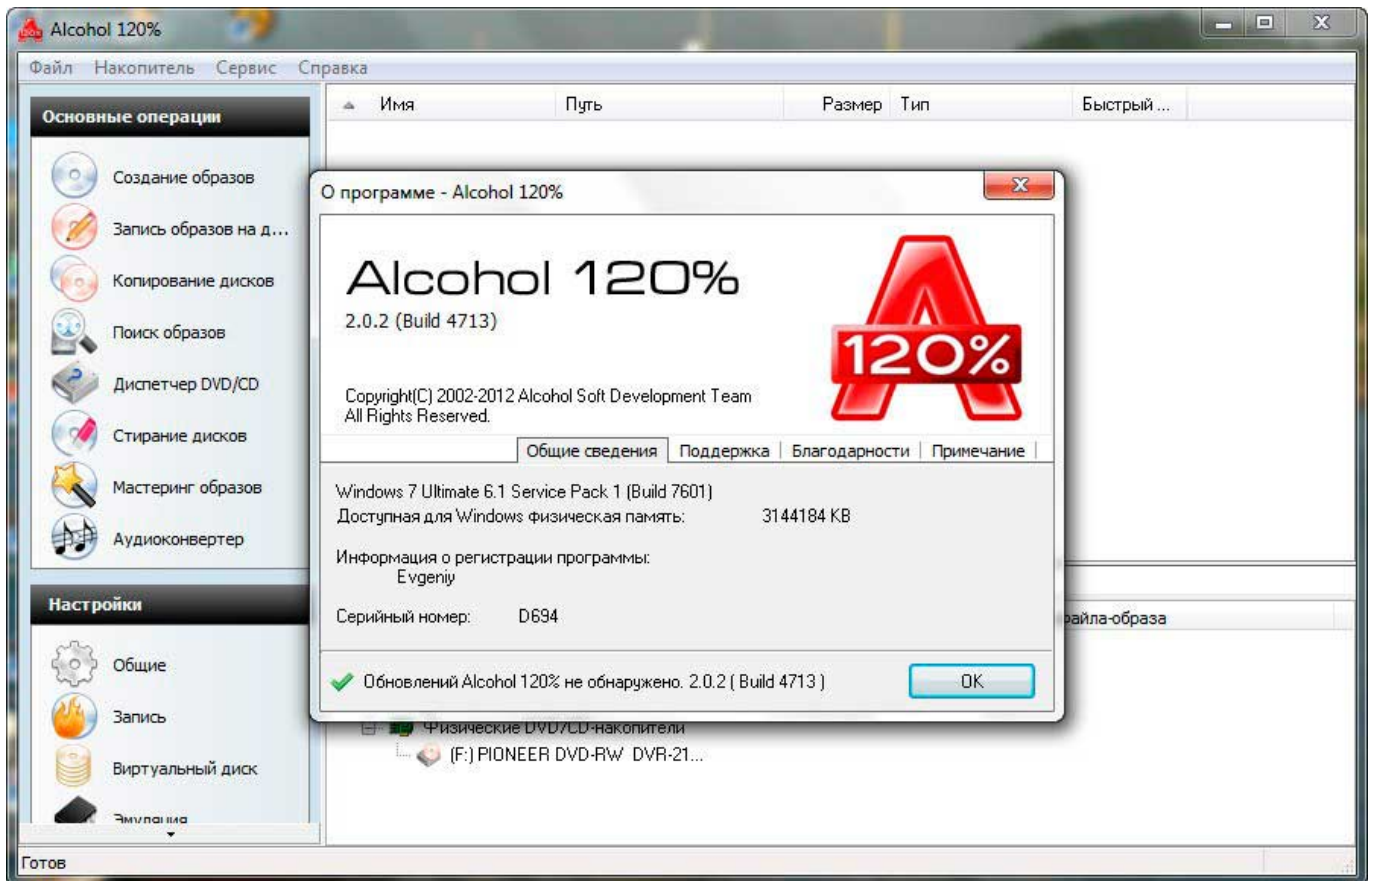 Alcohol 120%
Файл Накопитель Сервис Справка
Основные операции
Создание образов
Запись образов на д...
Копирование дисков
Поиск образов
Диспетчер DVD/CD
Стирание дисков
Мастеринг образов
Аудиоконвертер
Настройки
Общие
Запись
Виртуальный диск
Эмуляция
Имя Путь Размер Тип Быстрый ...
О программе - Alcohol 120%
Alcohol 120%
2.0.2 (Build 4713)
120%
Copyright(C) 2002-2012 Alcohol Soft Development Team
All Rights Reserved.
Общие сведения Поддержка Благодарности Примечание
Windows 7 Ultimate 6.1 Service Pack 1 (Build 7601)
Доступная для Windows физическая память: 3144184 KB
Информация о регистрации программы:
Evgeniy
Серийный номер: D694
Обновлений Alcohol 120% не обнаружено. 2.0.2 ( Build 4713 )
OK
файла-образа
Физические DVD/CD-накопители
(F:) PIONEER DVD-RW DVR-21...
Готов